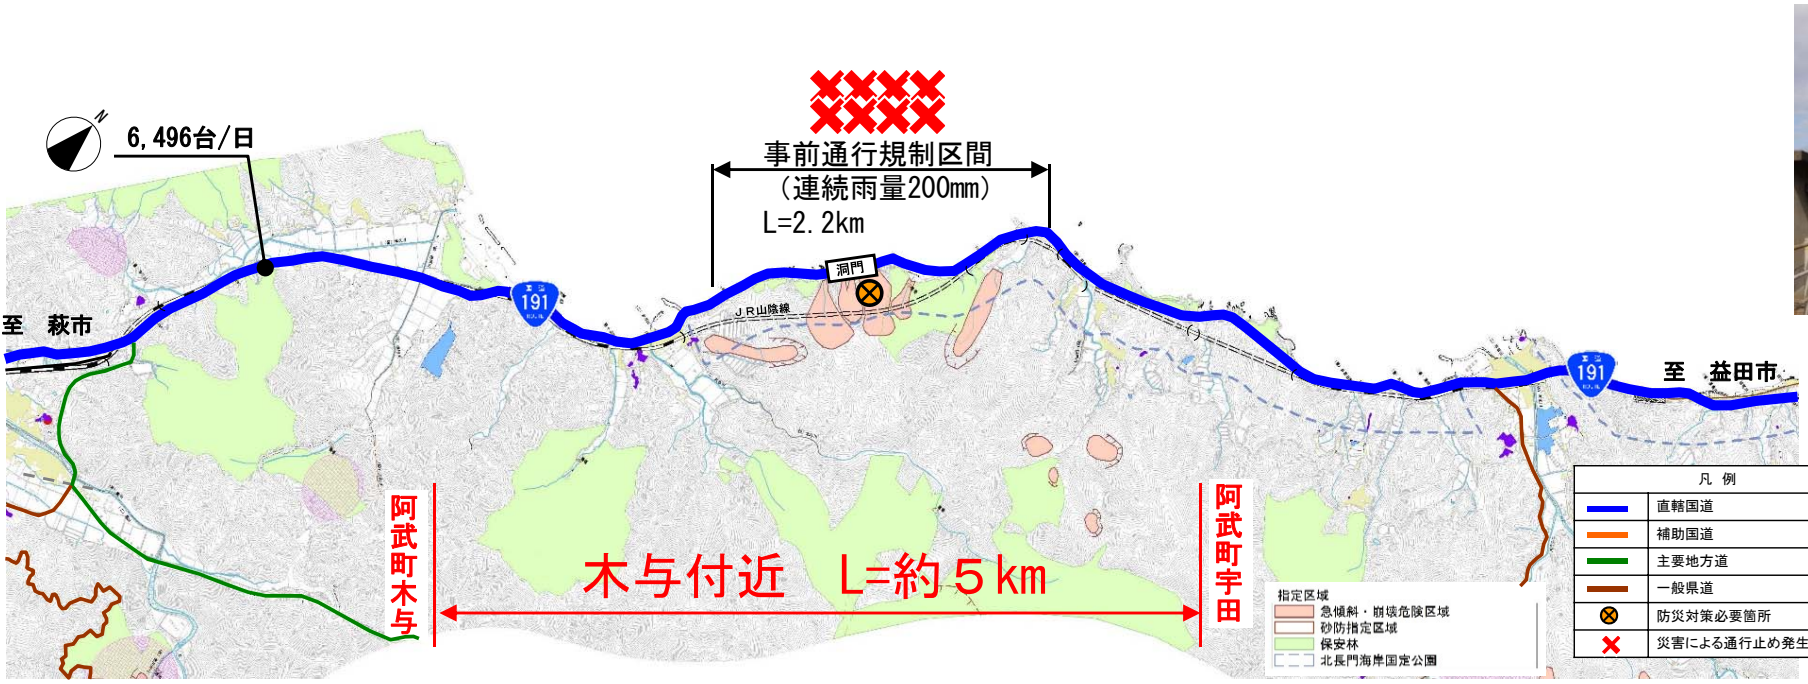 N
6,496台/日
事前通行規制区間
(連続雨量200mm)
L=2.2km
洞門
JR山陰線
191
191
至 萩市
至 益田市
阿武町木与
木与付近 L=約5km
阿武町宇田
指定区域
急傾斜・崩壊危険区域
砂防指定区域
保安林
北長門海岸国定公園
凡 例
直轄国道
補助国道
主要地方道
一般県道
防災対策必要箇所
災害による通行止め発生